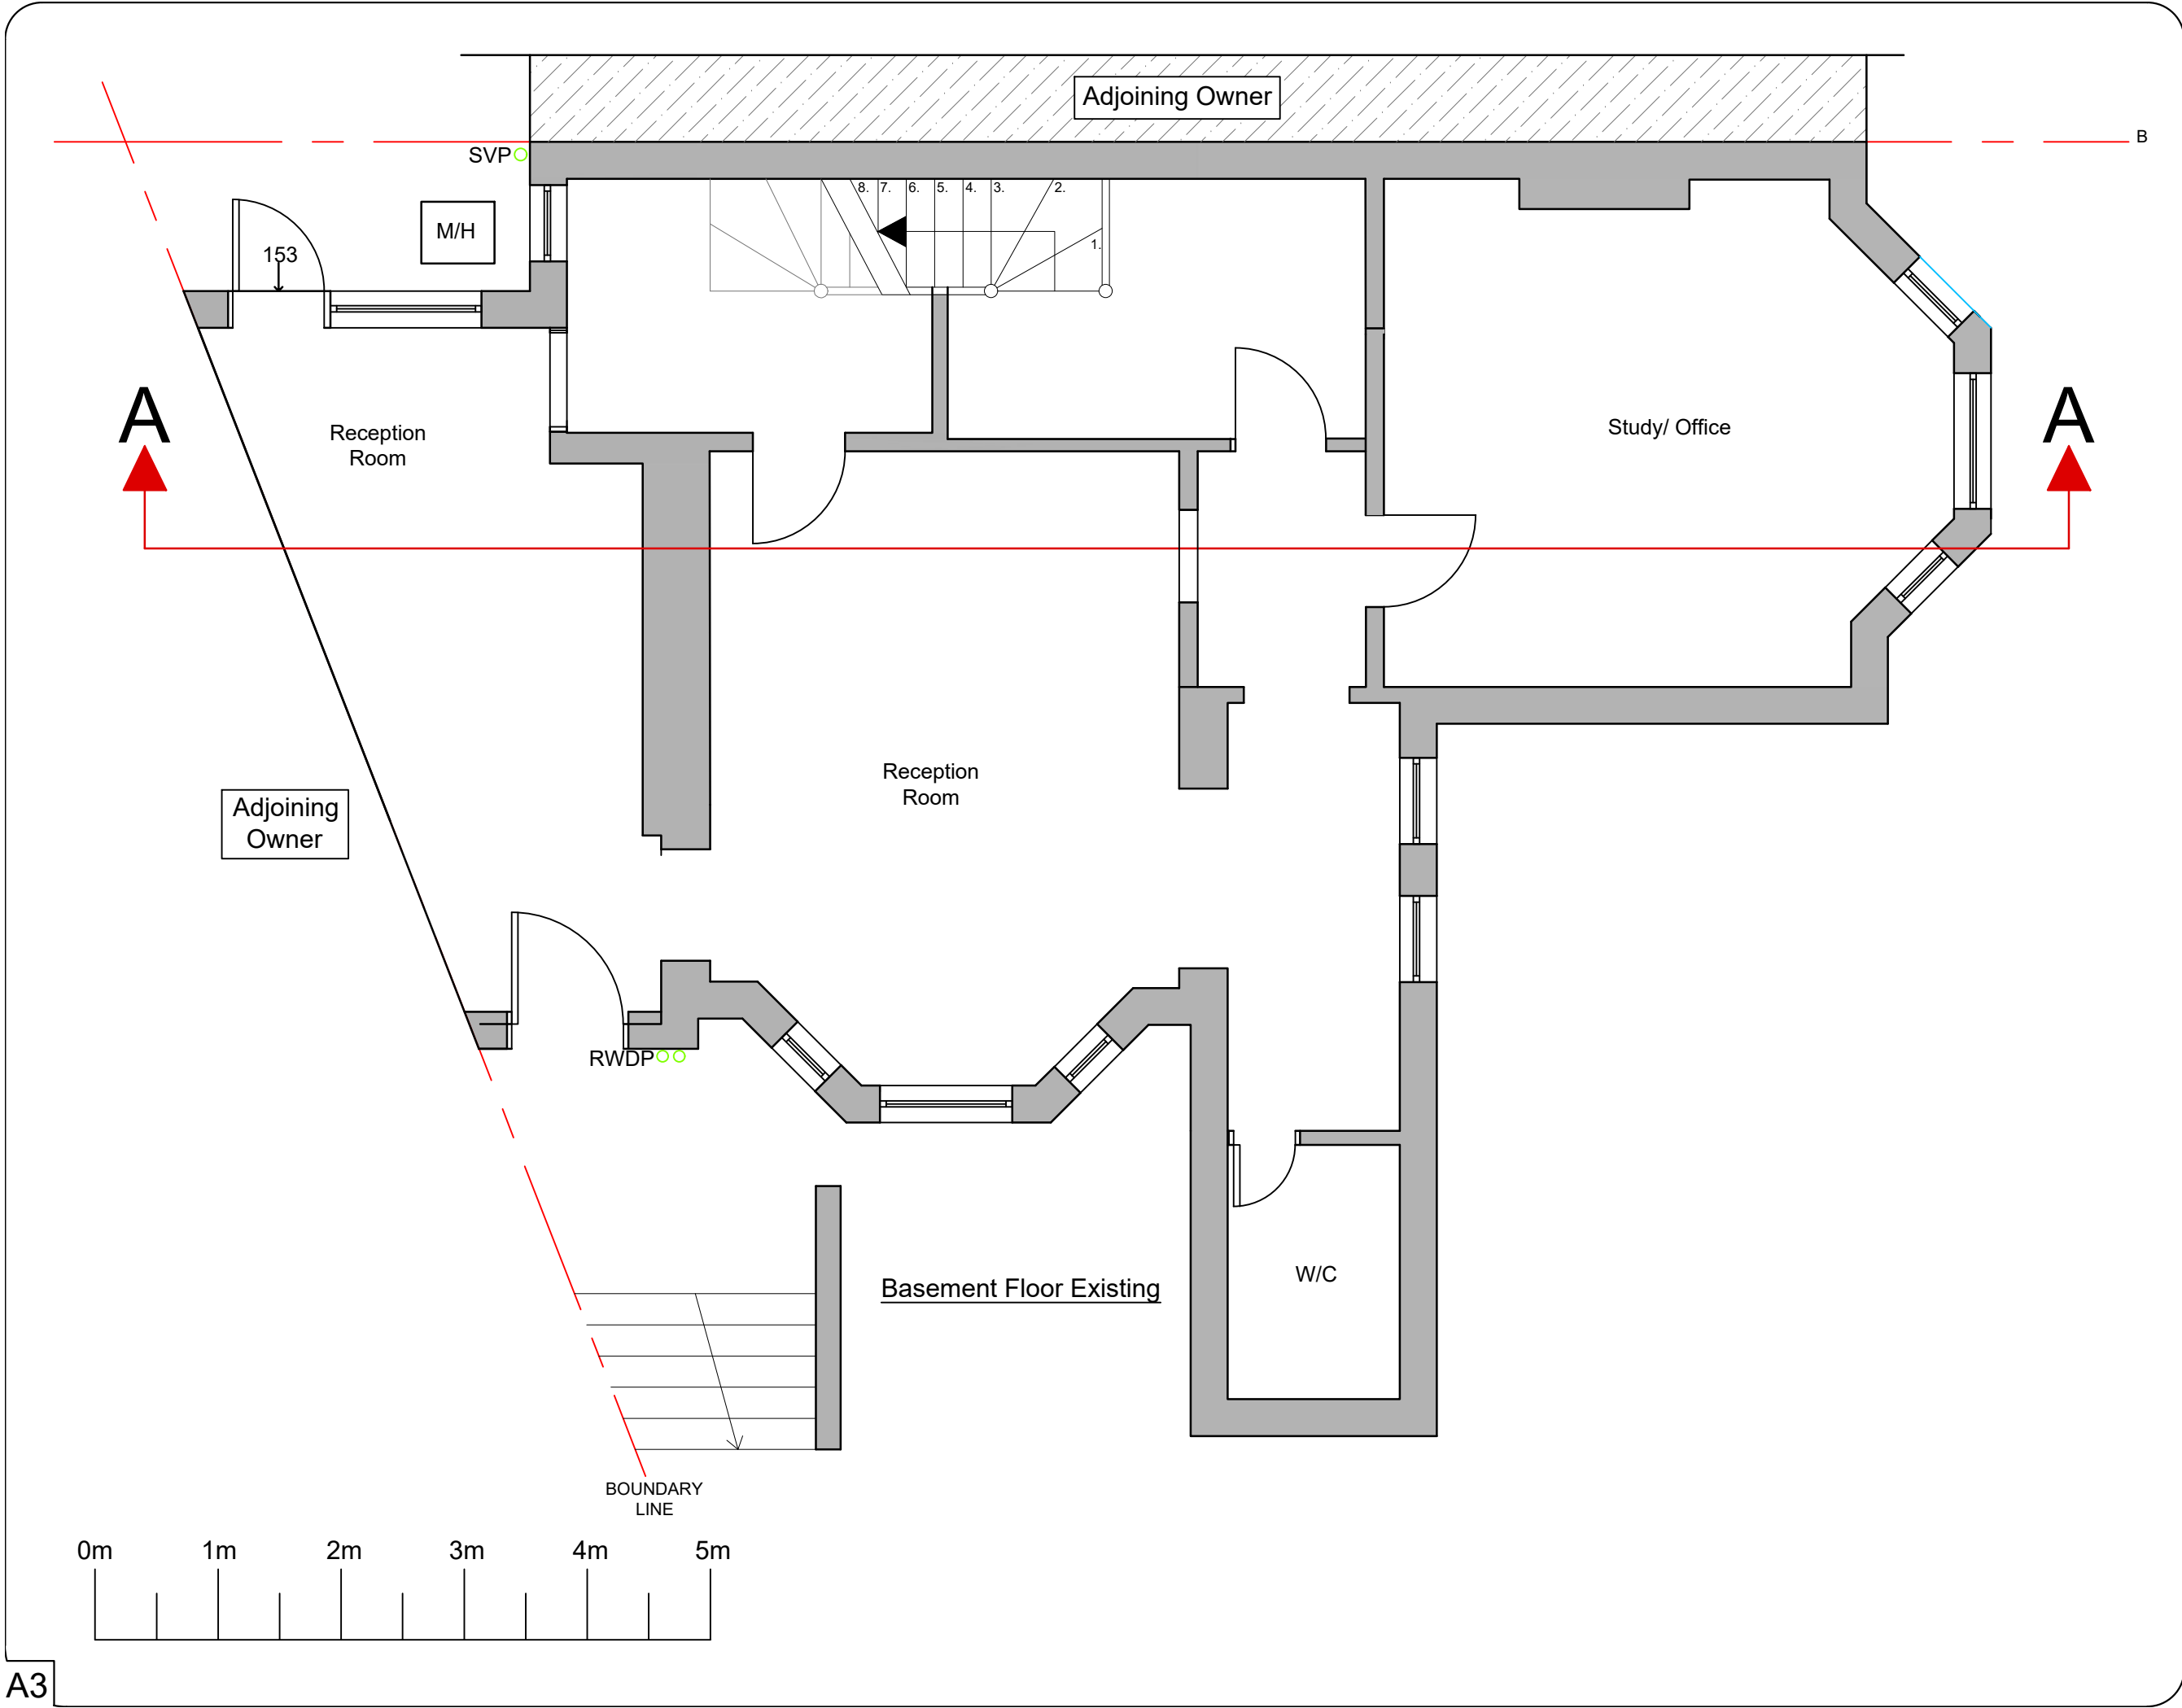 Adjoining Owner
B
SVP
8.
7.
6.
5.
4.
3.
2.
1.
M/H
153
A
A
Reception
Room
Study/ Office
Reception
Room
Adjoining
Owner
RWDP
W/C
Basement Floor Existing
BOUNDARY
LINE
0m
1m
2m
3m
4m
5m
A3